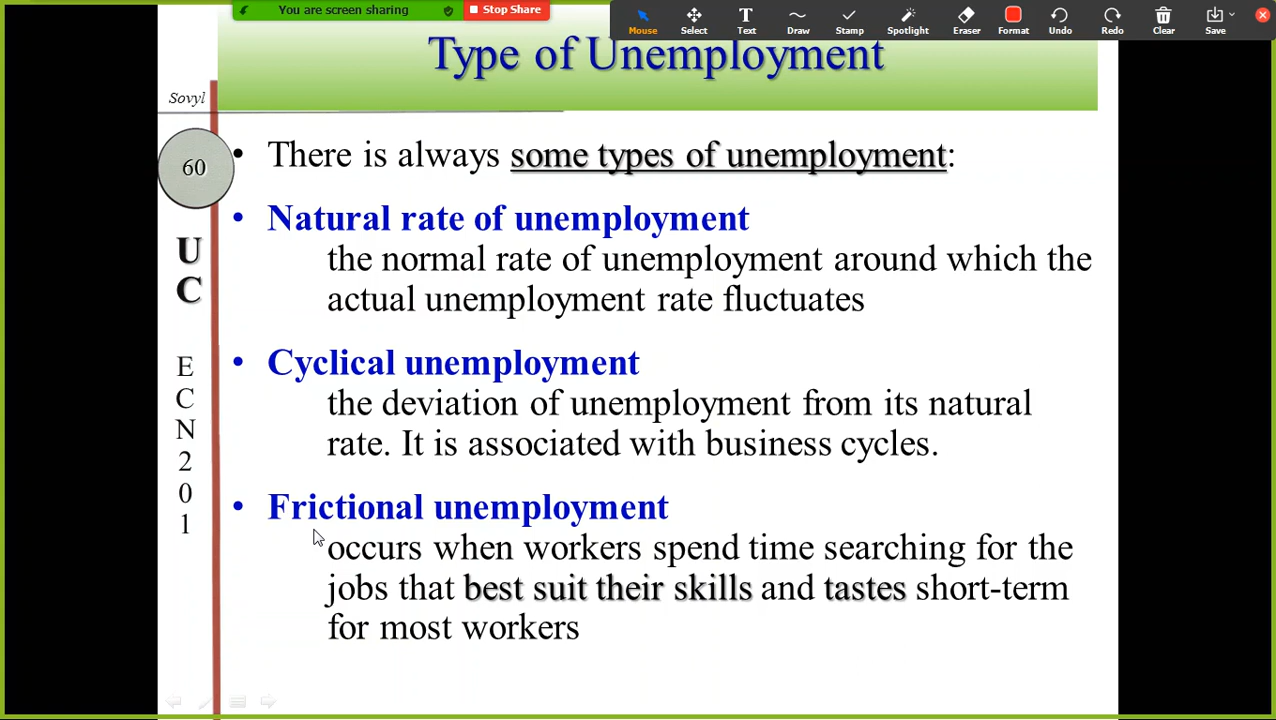 You are screen sharing
Stop Share
Mouse
Select
Text
Draw
Stamp
Spotlight
Eraser
Format
Undo
Redo
Clear
Save
Type of Unemployment
Sovyl
60
U
C
E
C
N
2
0
1
• There is always some types of unemployment:
• Natural rate of unemployment
the normal rate of unemployment around which the
actual unemployment rate fluctuates
• Cyclical unemployment
the deviation of unemployment from its natural
rate. It is associated with business cycles.
• Frictional unemployment
occurs when workers spend time searching for the
jobs that best suit their skills and tastes short-term
for most workers